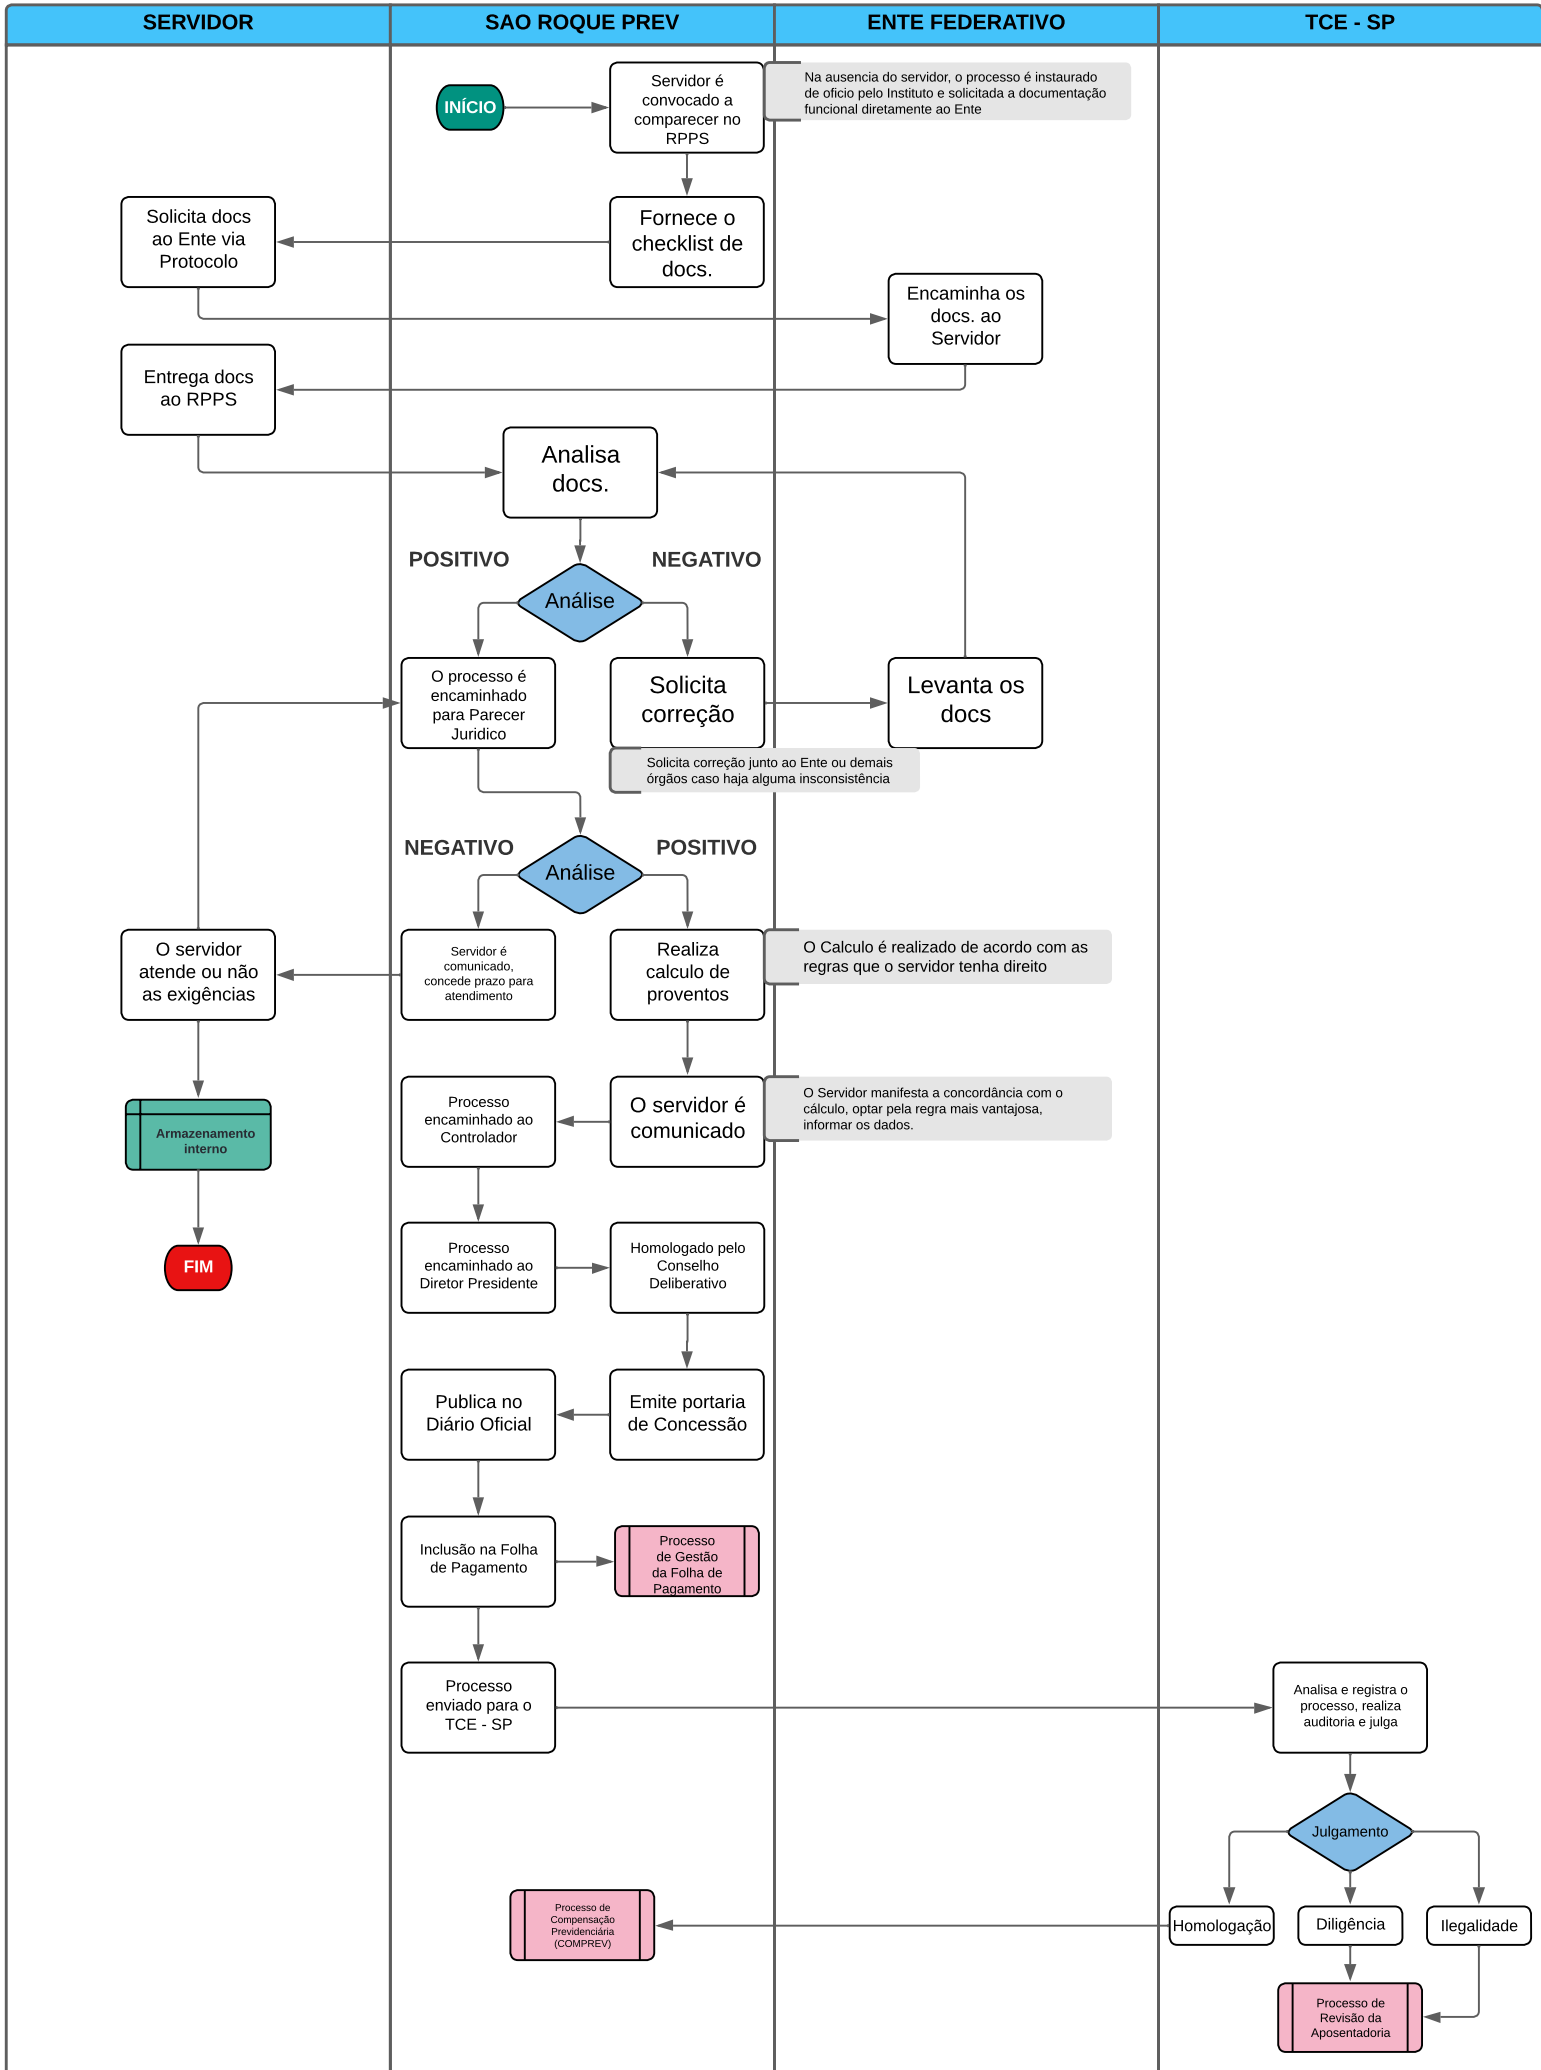 SERVIDOR
SAO ROQUE PREV
ENTE FEDERATIVO
TCE - SP
INÍCIO
Servidor é
convocado a
comparecer no
RPPS
Na ausencia do servidor, o processo é instaurado
de oficio pelo Instituto e solicitada a documentação
funcional diretamente ao Ente
Solicita docs
ao Ente via
Protocolo
Fornece o
checklist de
docs.
Encaminha os
docs. ao
Servidor
Entrega docs
ao RPPS
Analisa
docs.
POSITIVO
NEGATIVO
Análise
O processo é
encaminhado
para Parecer
Juridico
Solicita
correção
Levanta os
docs
Solicita correção junto ao Ente ou demais
órgãos caso haja alguma insconsistência
NEGATIVO
POSITIVO
Análise
O servidor
atende ou não
as exigências
Servidor é
comunicado,
concede prazo para
atendimento
Realiza
calculo de
proventos
O Calculo é realizado de acordo com as
regras que o servidor tenha direito
Armazenamento
interno
Processo
encaminhado ao
Controlador
O servidor é
comunicado
O Servidor manifesta a concordância com o
cálculo, optar pela regra mais vantajosa,
informar os dados.
FIM
Processo
encaminhado ao
Diretor Presidente
Homologado pelo
Conselho
Deliberativo
Publica no
Diário Oficial
Emite portaria
de Concessão
Inclusão na Folha
de Pagamento
Processo
de Gestão
da Folha de
Pagamento
Processo
enviado para o
TCE - SP
Analisa e registra o
processo, realiza
auditoria e julga
Julgamento
Processo de
Compensação
Previdenciária
(COMPREV)
Homologação
Diligência
Ilegalidade
Processo de
Revisão da
Aposentadoria